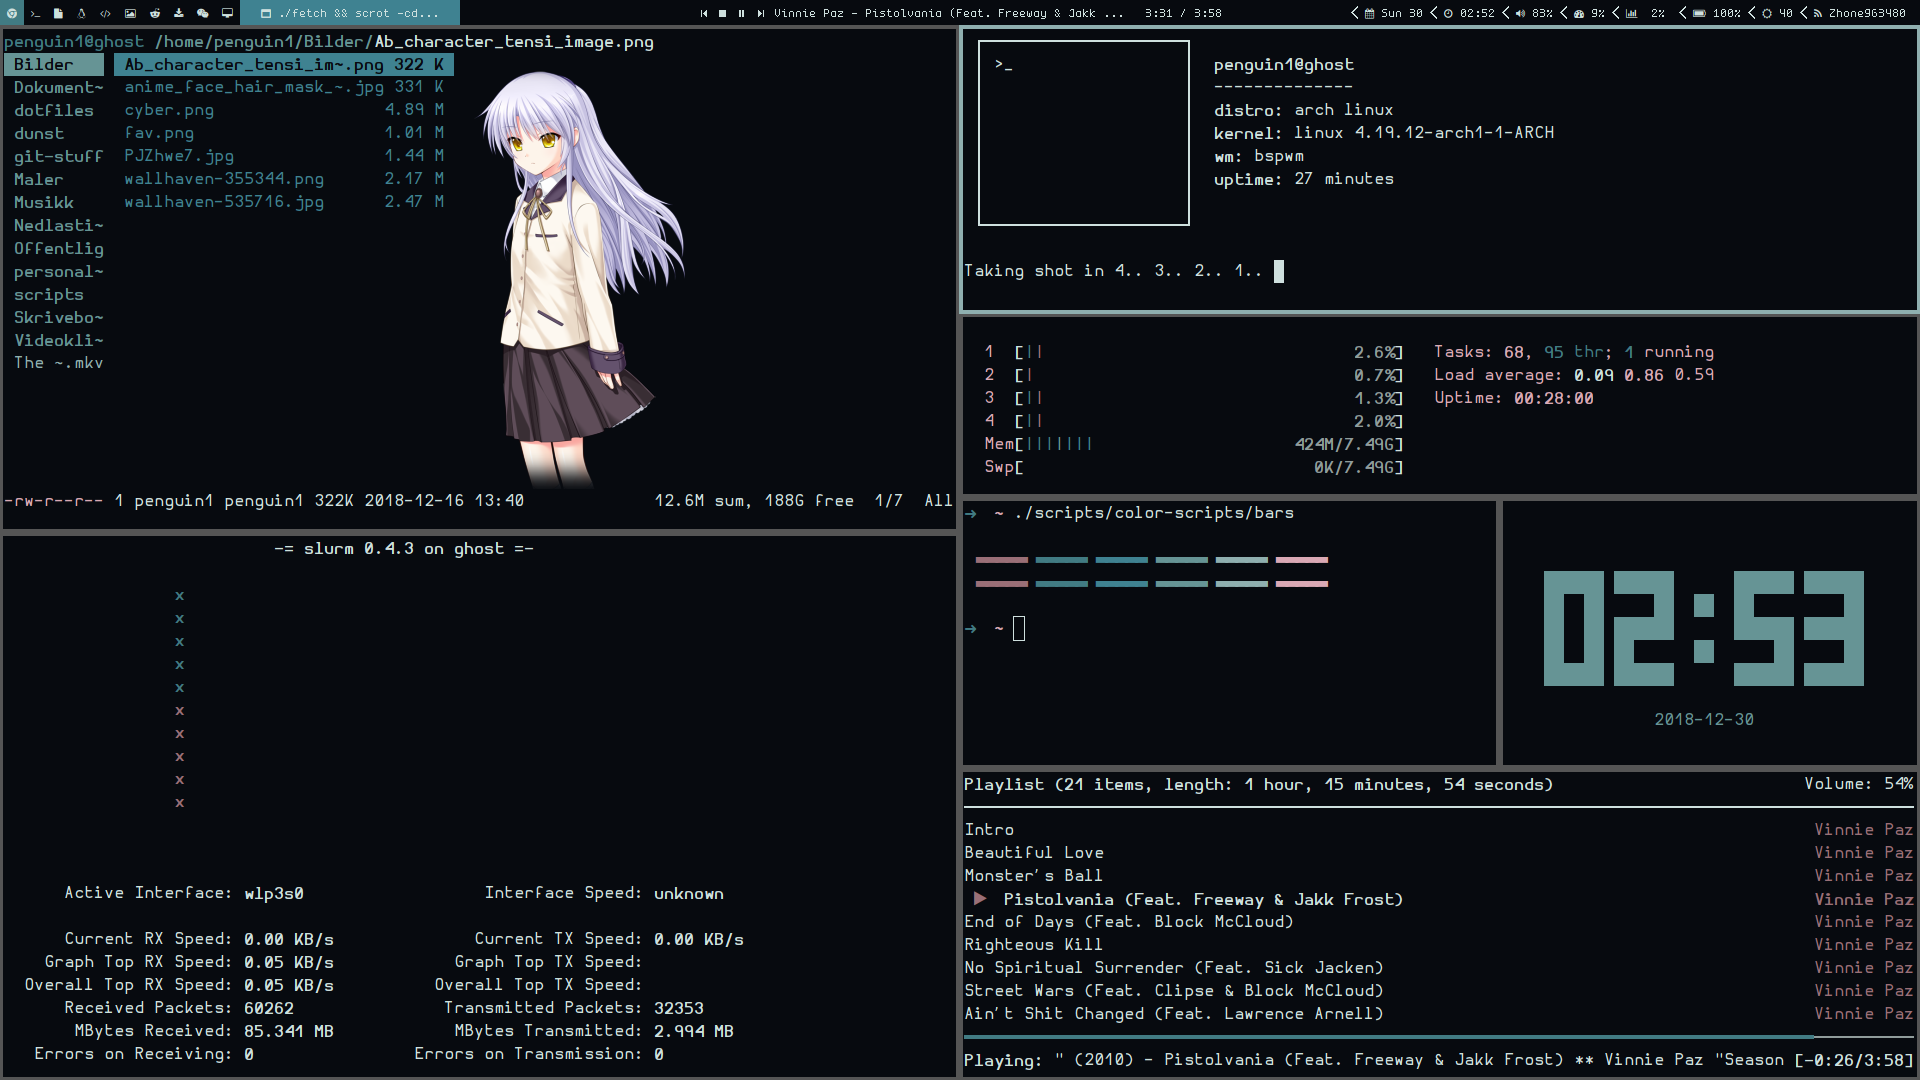 >_ </> ./fetch && scrot -cd... Vinnie Paz - Pistolvania (Feat. Freeway & Jakk ... 3:31 / 3:58 Sun 30 02:52 83% 9% 2% 100% 40 Zhone963480
penguin1@ghost /home/penguin1/Bilder/Ab_character_tensi_image.png
Bilder Ab_character_tensi_im~.png 322 K
Dokument~ anime_face_hair_mask_~.jpg 331 K
dotfiles cyber.png 4.89 M
dunst fav.png 1.01 M
git-stuff PJZhwe7.jpg 1.44 M
Maler wallhaven-355344.png 2.17 M
Musikk wallhaven-535716.jpg 2.47 M
Nedlasti~
Offentlig
personal~
scripts
Skrivebo~
Videokli~
The ~.mkv
-rw-r--r-- 1 penguin1 penguin1 322K 2018-12-16 13:40 12.6M sum, 188G free 1/7 All
>_
penguin1@ghost
--------------
distro: arch linux
kernel: linux 4.19.12-arch1-1-ARCH
wm: bspwm
uptime: 27 minutes
Taking shot in 4.. 3.. 2.. 1..
1 [|| 2.6%] Tasks: 68, 95 thr; 1 running
2 [| 0.7%] Load average: 0.09 0.86 0.59
3 [|| 1.3%] Uptime: 00:28:00
4 [|| 2.0%]
Mem[||||||| 424M/7.49G]
Swp[ 0K/7.49G]
-= slurm 0.4.3 on ghost =-
x
x
x
x
x
x
x
x
x
x
Active Interface: wlp3s0 Interface Speed: unknown
Current RX Speed: 0.00 KB/s Current TX Speed: 0.00 KB/s
Graph Top RX Speed: 0.05 KB/s Graph Top TX Speed:
Overall Top RX Speed: 0.05 KB/s Overall Top TX Speed:
Received Packets: 60262 Transmitted Packets: 32353
MBytes Received: 85.341 MB MBytes Transmitted: 2.994 MB
Errors on Receiving: 0 Errors on Transmission: 0
➜ ~ ./scripts/color-scripts/bars
➜ ~
02:53
2018-12-30
Playlist (21 items, length: 1 hour, 15 minutes, 54 seconds) Volume: 54%
Intro Vinnie Paz
Beautiful Love Vinnie Paz
Monster's Ball Vinnie Paz
▶ Pistolvania (Feat. Freeway & Jakk Frost) Vinnie Paz
End of Days (Feat. Block McCloud) Vinnie Paz
Righteous Kill Vinnie Paz
No Spiritual Surrender (Feat. Sick Jacken) Vinnie Paz
Street Wars (Feat. Clipse & Block McCloud) Vinnie Paz
Ain't Shit Changed (Feat. Lawrence Arnell) Vinnie Paz
Playing: " (2010) - Pistolvania (Feat. Freeway & Jakk Frost) ** Vinnie Paz "Season [-0:26/3:58]